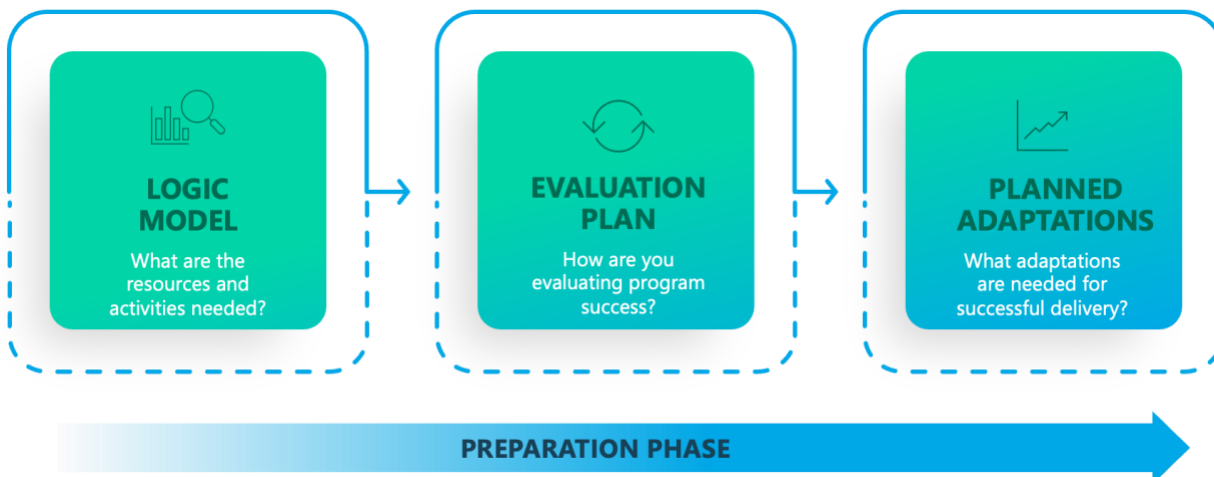 LOGIC
MODEL
What are the
resources and
activities needed?
EVALUATION
PLAN
How are you
evaluating program
success?
PLANNED
ADAPTATIONS
What adaptations
are needed for
successful delivery?
PREPARATION PHASE